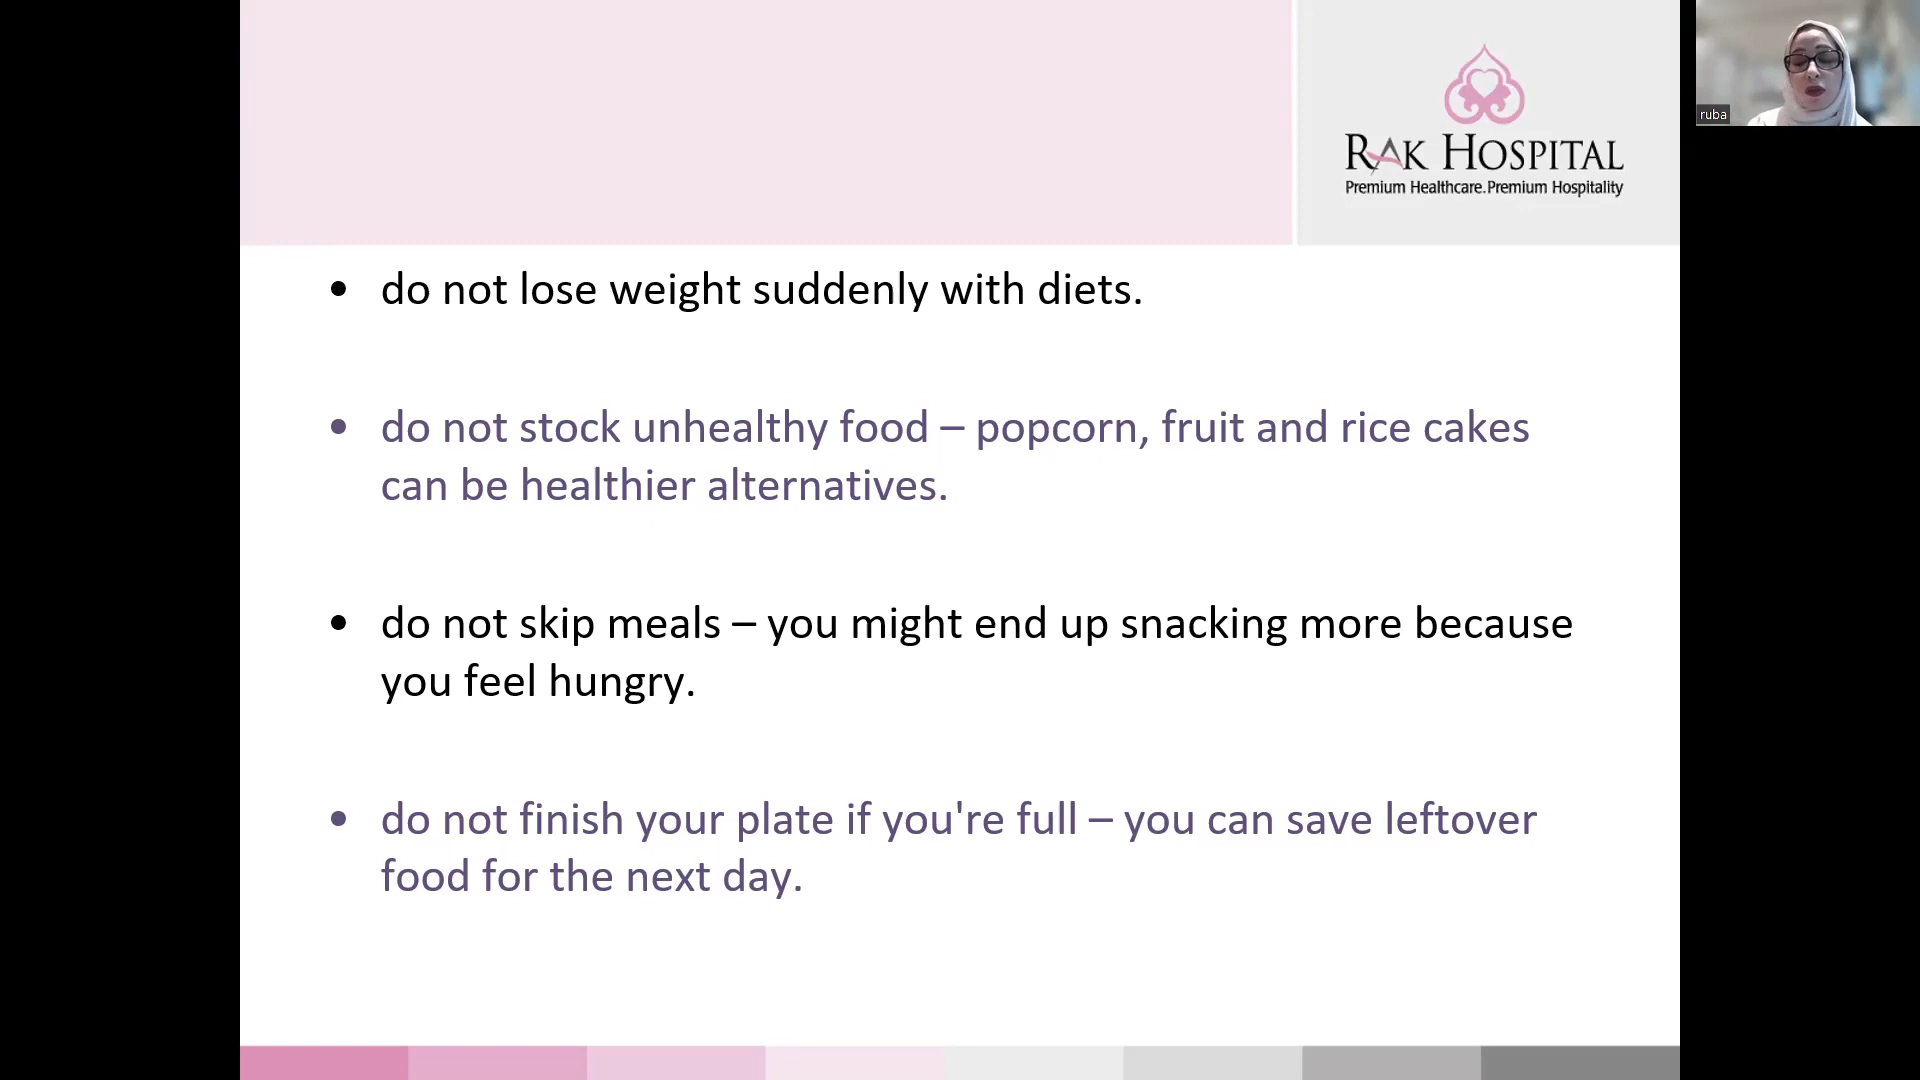 RAK HOSPITAL
Premium Healthcare.Premium Hospitality
ruba
• do not lose weight suddenly with diets.
• do not stock unhealthy food – popcorn, fruit and rice cakes
can be healthier alternatives.
• do not skip meals – you might end up snacking more because
you feel hungry.
• do not finish your plate if you're full – you can save leftover
food for the next day.